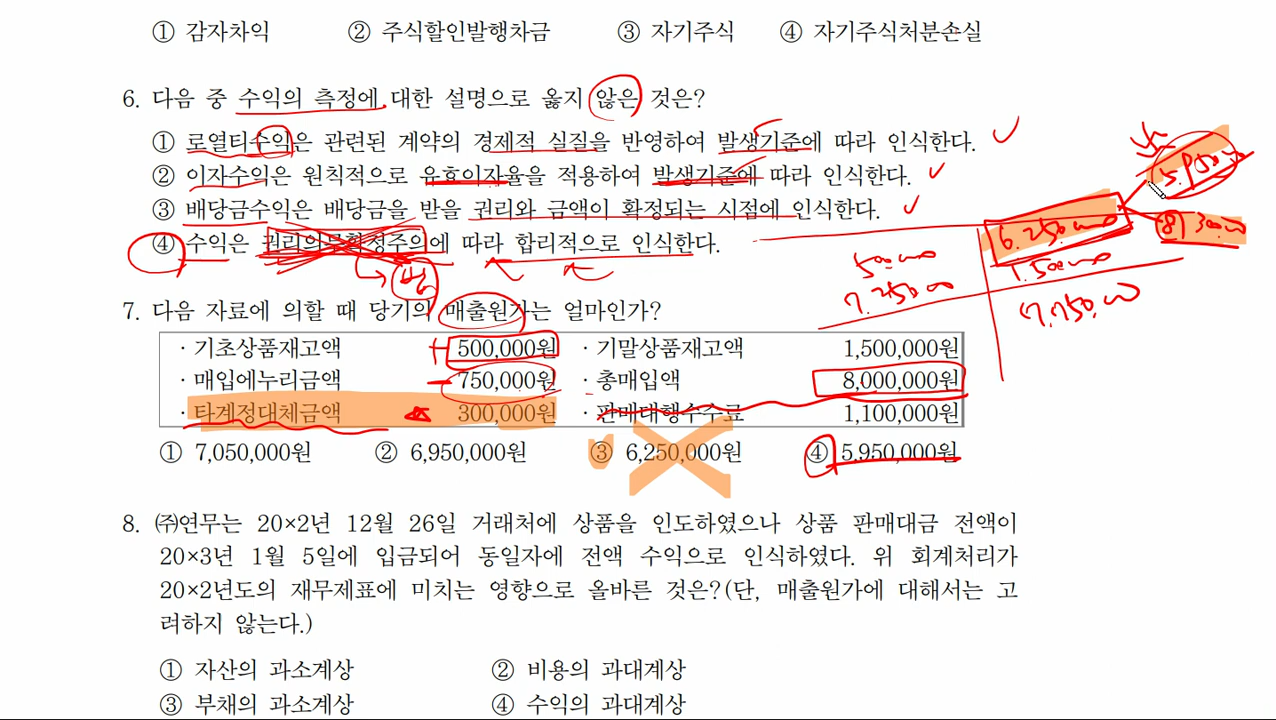 ① 감자차익 ② 주식할인발행차금 ③ 자기주식 ④ 자기주식처분손실
6. 다음 중 수익의 측정에 대한 설명으로 옳지 않은 것은?
① 로열티수익은 관련된 계약의 경제적 실질을 반영하여 발생기준에 따라 인식한다.
② 이자수익은 원칙적으로 유효이자율을 적용하여 발생기준에 따라 인식한다.
③ 배당금수익은 배당금을 받을 권리와 금액이 확정되는 시점에 인식한다.
④ 수익은 권리의무확정주의에 따라 합리적으로 인식한다.
7. 다음 자료에 의할 때 당기의 매출원가는 얼마인가?
· 기초상품재고액 500,000원 · 기말상품재고액 1,500,000원
· 매입에누리금액 750,000원 · 총매입액 8,000,000원
· 타계정대체금액 300,000원 · 판매대행수수료 1,100,000원
① 7,050,000원 ② 6,950,000원 ③ 6,250,000원 ④ 5,950,000원
8. ㈜연무는 20×2년 12월 26일 거래처에 상품을 인도하였으나 상품 판매대금 전액이
20×3년 1월 5일에 입금되어 동일자에 전액 수익으로 인식하였다. 위 회계처리가
20×2년도의 재무제표에 미치는 영향으로 올바른 것은?(단, 매출원가에 대해서는 고
려하지 않는다.)
① 자산의 과소계상 ② 비용의 과대계상
③ 부채의 과소계상 ④ 수익의 과대계상